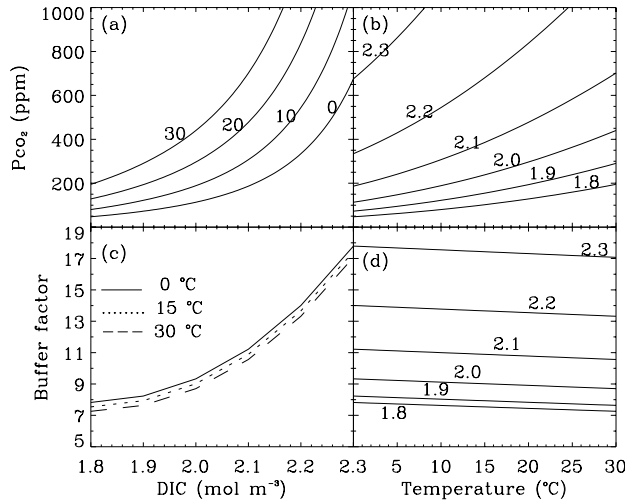 (a)
(b)
1000
800
600
400
200
Pco₂ (ppm)
30
20
10
0
2.3
2.2
2.1
2.0
1.9
1.8
(c)
(d)
19
17
15
13
11
9
7
5
Buffer factor
0 °C
15 °C
30 °C
2.3
2.2
2.1
2.0
1.9
1.8
1.8 1.9 2.0 2.1 2.2 2.3
5 10 15 20 25 30
DIC (mol m⁻³)
Temperature (°C)